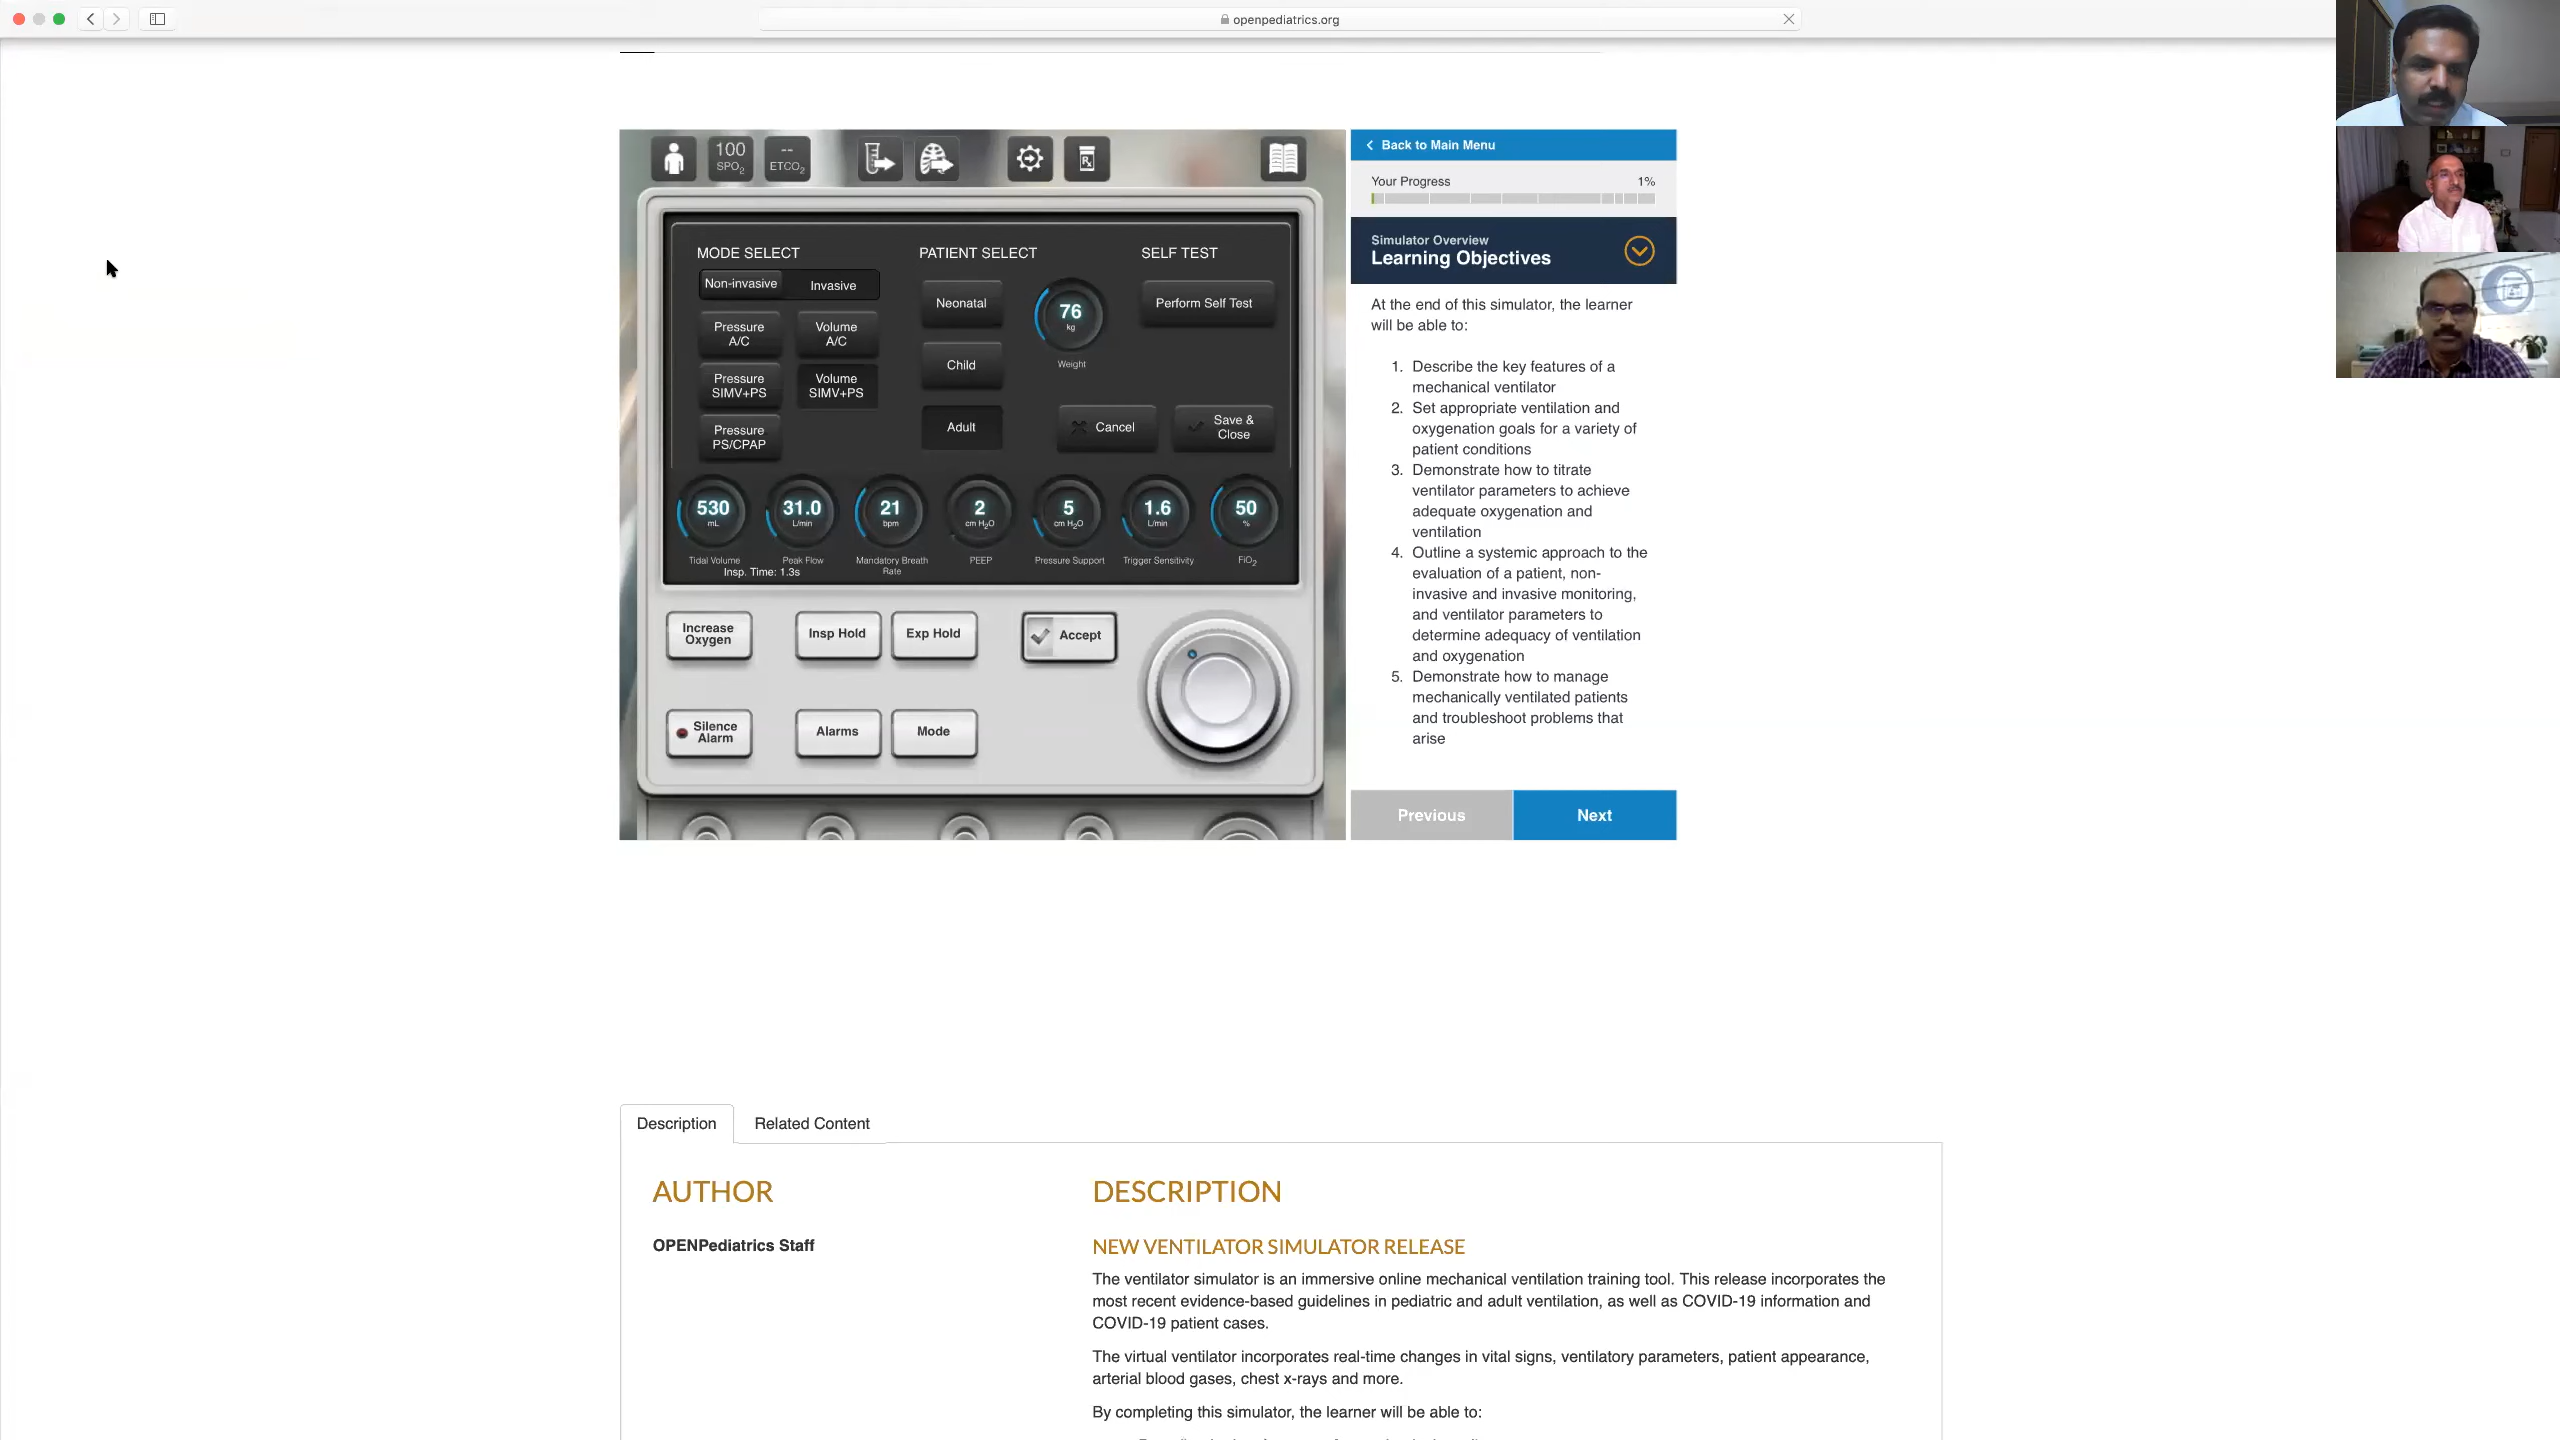 openpediatrics.org
100
SPO2
--
ETCO2
Rx
MODE SELECT
PATIENT SELECT
SELF TEST
Non-invasive
Invasive
Pressure
A/C
Volume
A/C
Pressure
SIMV+PS
Volume
SIMV+PS
Pressure
PS/CPAP
Neonatal
Child
Adult
76
kg
Weight
Perform Self Test
Cancel
Save &
Close
530
mL
31.0
L/min
21
bpm
2
cm H2O
5
cm H2O
1.6
L/min
50
%
Tidal Volume
Peak Flow
Mandatory Breath
Rate
PEEP
Pressure Support
Trigger Sensitivity
FiO2
Insp. Time: 1.3s
Increase
Oxygen
Insp Hold
Exp Hold
Accept
Silence
Alarm
Alarms
Mode
Back to Main Menu
Your Progress
1%
Simulator Overview
Learning Objectives
At the end of this simulator, the learner
will be able to:
1. Describe the key features of a
mechanical ventilator
2. Set appropriate ventilation and
oxygenation goals for a variety of
patient conditions
3. Demonstrate how to titrate
ventilator parameters to achieve
adequate oxygenation and
ventilation
4. Outline a systemic approach to the
evaluation of a patient, non-
invasive and invasive monitoring,
and ventilator parameters to
determine adequacy of ventilation
and oxygenation
5. Demonstrate how to manage
mechanically ventilated patients
and troubleshoot problems that
arise
Previous
Next
Description
Related Content
AUTHOR
OPENPediatrics Staff
DESCRIPTION
NEW VENTILATOR SIMULATOR RELEASE
The ventilator simulator is an immersive online mechanical ventilation training tool. This release incorporates the
most recent evidence-based guidelines in pediatric and adult ventilation, as well as COVID-19 information and
COVID-19 patient cases.
The virtual ventilator incorporates real-time changes in vital signs, ventilatory parameters, patient appearance,
arterial blood gases, chest x-rays and more.
By completing this simulator, the learner will be able to: